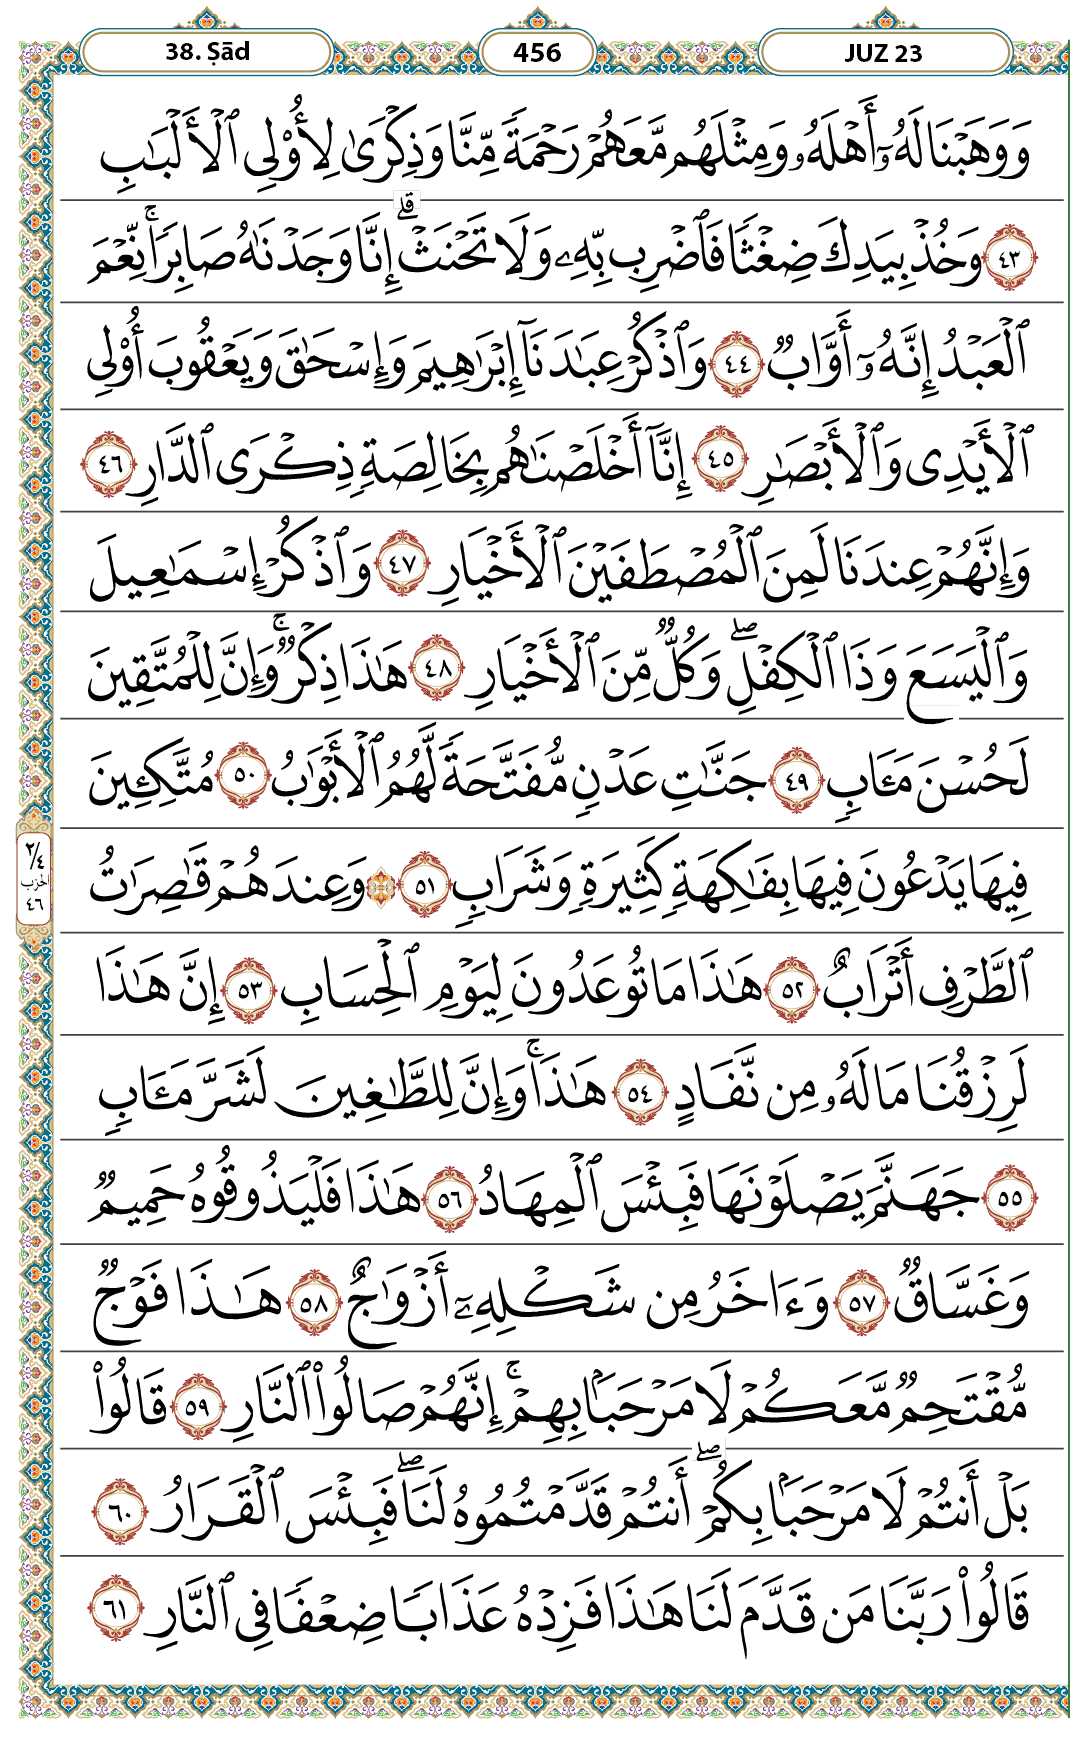 38. Ṣād
456
JUZ 23
وَوَهَبۡنَا لَهُۥٓ أَهۡلَهُۥ وَمِثۡلَهُم مَّعَهُمۡ رَحۡمَةٗ مِّنَّا وَذِكۡرَىٰ لِأُوْلِي ٱلۡأَلۡبَٰبِ
٤٣ وَخُذۡ بِيَدِكَ ضِغۡثٗا فَٱضۡرِب بِّهِۦ وَلَا تَحۡنَثۡۗ إِنَّا وَجَدۡنَٰهُ صَابِرٗاۚ نِّعۡمَ
ٱلۡعَبۡدُ إِنَّهُۥٓ أَوَّابٞ ٤٤ وَٱذۡكُرۡ عِبَٰدَنَآ إِبۡرَٰهِيمَ وَإِسۡحَٰقَ وَيَعۡقُوبَ أُوْلِي
ٱلۡأَيۡدِي وَٱلۡأَبۡصَٰرِ ٤٥ إِنَّآ أَخۡلَصۡنَٰهُم بِخَالِصَةٖ ذِكۡرَى ٱلدَّارِ ٤٦
وَإِنَّهُمۡ عِندَنَا لَمِنَ ٱلۡمُصۡطَفَيۡنَ ٱلۡأَخۡيَارِ ٤٧ وَٱذۡكُرۡ إِسۡمَٰعِيلَ
وَٱلۡيَسَعَ وَذَا ٱلۡكِفۡلِۖ وَكُلّٞ مِّنَ ٱلۡأَخۡيَارِ ٤٨ هَٰذَا ذِكۡرٞۚ وَإِنَّ لِلۡمُتَّقِينَ
لَحُسۡنَ مَـَٔابٖ ٤٩ جَنَّٰتِ عَدۡنٖ مُّفَتَّحَةٗ لَّهُمُ ٱلۡأَبۡوَٰبُ ٥٠ مُتَّكِـِٔينَ
فِيهَا يَدۡعُونَ فِيهَا بِفَٰكِهَةٖ كَثِيرَةٖ وَشَرَابٖ ٥١ ۞ وَعِندَهُمۡ قَٰصِرَٰتُ
٢/٤
الحزب
٤٦
ٱلطَّرۡفِ أَتۡرَابٌ ٥٢ هَٰذَا مَا تُوعَدُونَ لِيَوۡمِ ٱلۡحِسَابِ ٥٣ إِنَّ هَٰذَا
لَرِزۡقُنَا مَا لَهُۥ مِن نَّفَادٍ ٥٤ هَٰذَاۚ وَإِنَّ لِلطَّٰغِينَ لَشَرَّ مَـَٔابٖ
٥٥ جَهَنَّمَ يَصۡلَوۡنَهَا فَبِئۡسَ ٱلۡمِهَادُ ٥٦ هَٰذَا فَلۡيَذُوقُوهُ حَمِيمٞ
وَغَسَّاقٞ ٥٧ وَءَاخَرُ مِن شَكۡلِهِۦٓ أَزۡوَٰجٌ ٥٨ هَٰذَا فَوۡجٞ
مُّقۡتَحِمٞ مَّعَكُمۡ لَا مَرۡحَبَۢا بِهِمۡۚ إِنَّهُمۡ صَالُواْ ٱلنَّارِ ٥٩ قَالُواْ
بَلۡ أَنتُمۡ لَا مَرۡحَبَۢا بِكُمۡۖ أَنتُمۡ قَدَّمۡتُمُوهُ لَنَاۖ فَبِئۡسَ ٱلۡقَرَارُ ٦٠
قَالُواْ رَبَّنَا مَن قَدَّمَ لَنَا هَٰذَا فَزِدۡهُ عَذَابٗا ضِعۡفٗا فِي ٱلنَّارِ ٦١